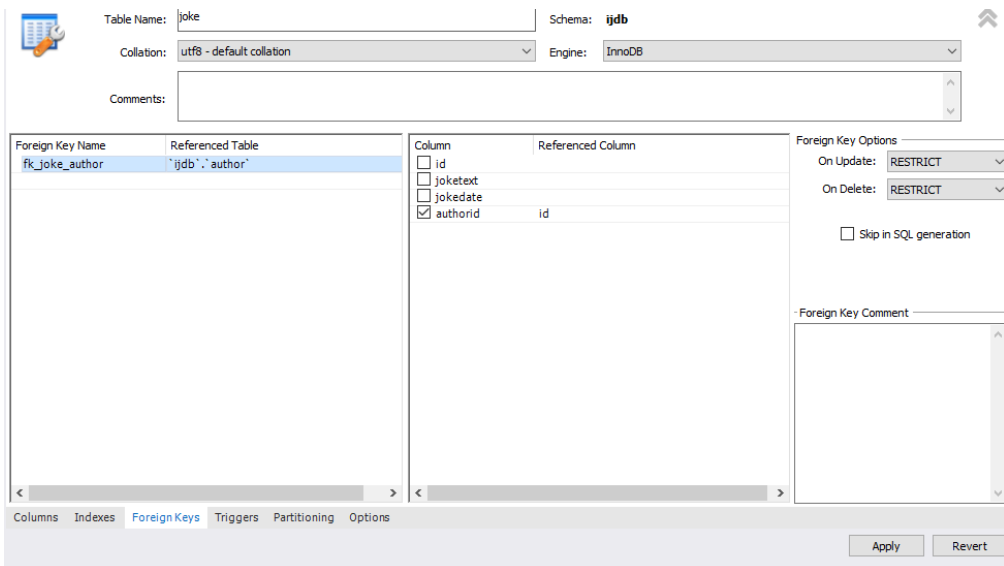 Table Name: joke Schema: ijdb
Collation: utf8 - default collation Engine: InnoDB
Comments:
Foreign Key Name Referenced Table
fk_joke_author `ijdb`.`author`
Column Referenced Column
id
joketext
jokedate
authorid id
Foreign Key Options
On Update: RESTRICT
On Delete: RESTRICT
Skip in SQL generation
Foreign Key Comment
Columns Indexes Foreign Keys Triggers Partitioning Options
Apply Revert